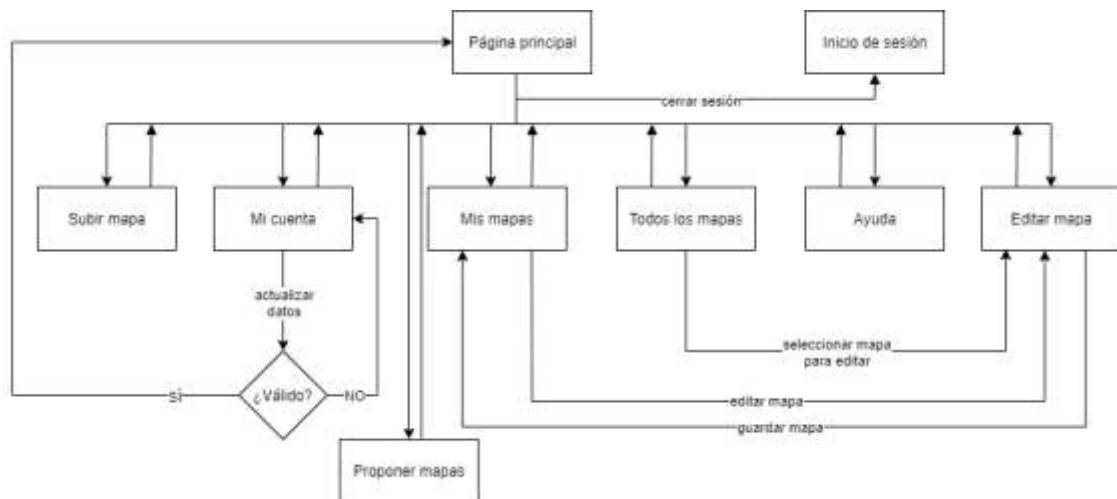 Página principal
Inicio de sesión
cerrar sesión
Subir mapa
Mi cuenta
Mis mapas
Todos los mapas
Ayuda
Editar mapa
actualizar
datos
seleccionar mapa
para editar
¿Válido?
SÍ
NO
editar mapa
guardar mapa
Proponer mapas